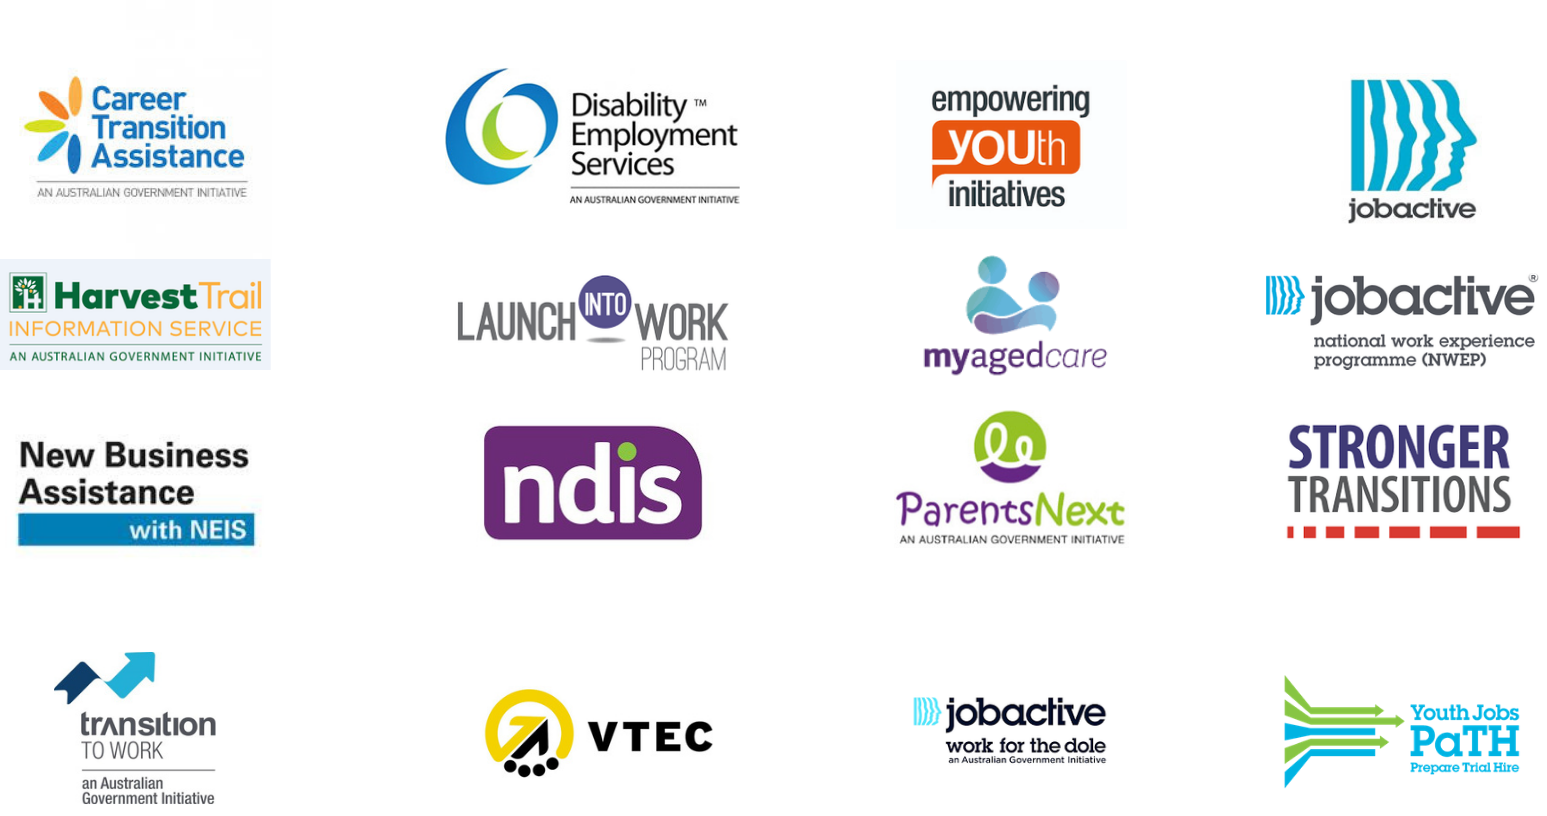 Career
Transition
Assistance
AN AUSTRALIAN GOVERNMENT INITIATIVE
Disability ™
Employment
Services
AN AUSTRALIAN GOVERNMENT INITIATIVE
empowering
YOUth
initiatives
jobactive
HarvestTrail
INFORMATION SERVICE
AN AUSTRALIAN GOVERNMENT INITIATIVE
LAUNCH INTO WORK
PROGRAM
myagedcare
jobactive®
national work experience
programme (NWEP)
New Business
Assistance
with NEIS
ndis
ParentsNext
AN AUSTRALIAN GOVERNMENT INITIATIVE
STRONGER
TRANSITIONS
transition
TO WORK
an Australian
Government Initiative
VTEC
jobactive
work for the dole
an Australian Government Initiative
Youth Jobs
PaTH
Prepare Trial Hire